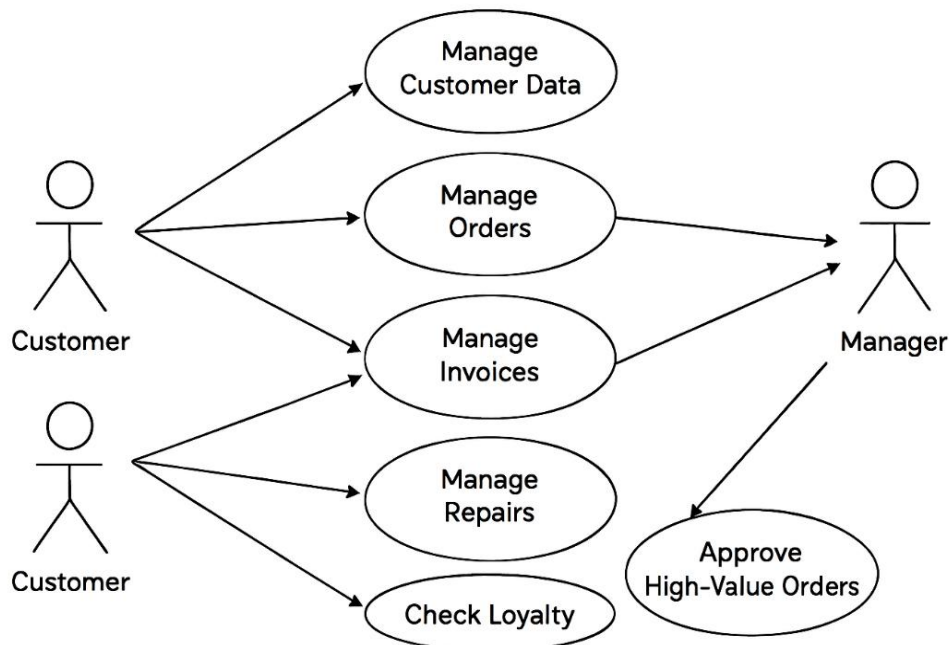 Manage
Customer Data
Manage
Orders
Customer
Manager
Manage
Invoices
Manage
Repairs
Customer
Approve
High-Value Orders
Check Loyalty